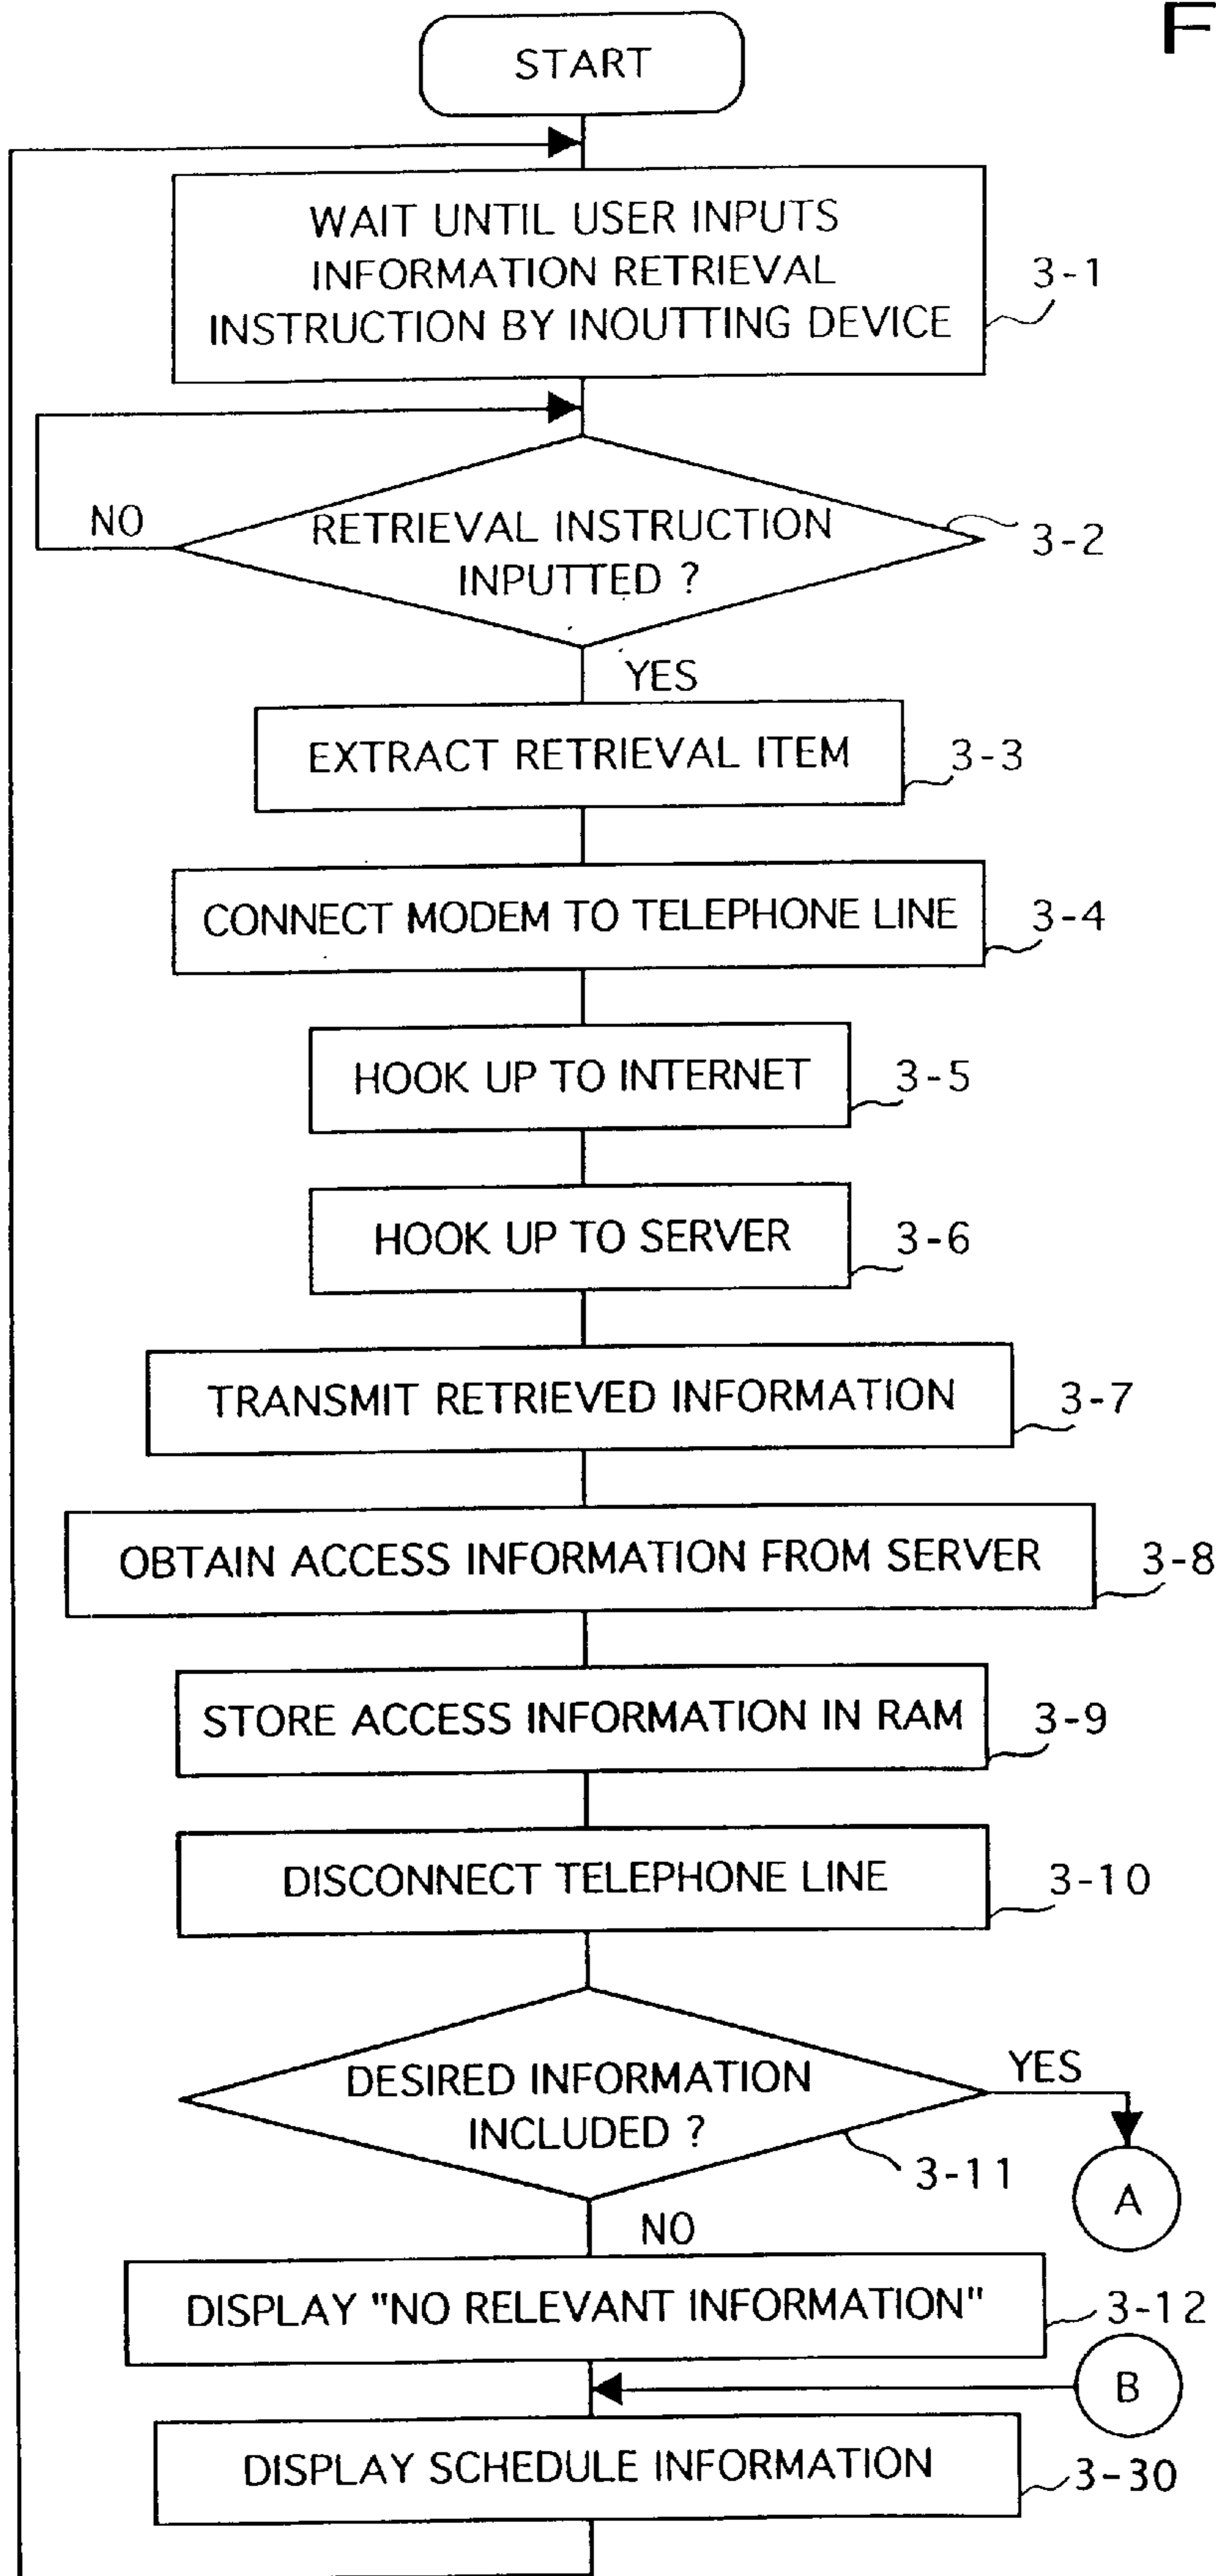 F
START
WAIT UNTIL USER INPUTS
INFORMATION RETRIEVAL
INSTRUCTION BY INOUTTING DEVICE
3-1
NO
RETRIEVAL INSTRUCTION
INPUTTED ?
3-2
YES
EXTRACT RETRIEVAL ITEM
3-3
CONNECT MODEM TO TELEPHONE LINE
3-4
HOOK UP TO INTERNET
3-5
HOOK UP TO SERVER
3-6
TRANSMIT RETRIEVED INFORMATION
3-7
OBTAIN ACCESS INFORMATION FROM SERVER
3-8
STORE ACCESS INFORMATION IN RAM
3-9
DISCONNECT TELEPHONE LINE
3-10
DESIRED INFORMATION
INCLUDED ?
YES
3-11
A
NO
DISPLAY "NO RELEVANT INFORMATION"
3-12
B
DISPLAY SCHEDULE INFORMATION
3-30